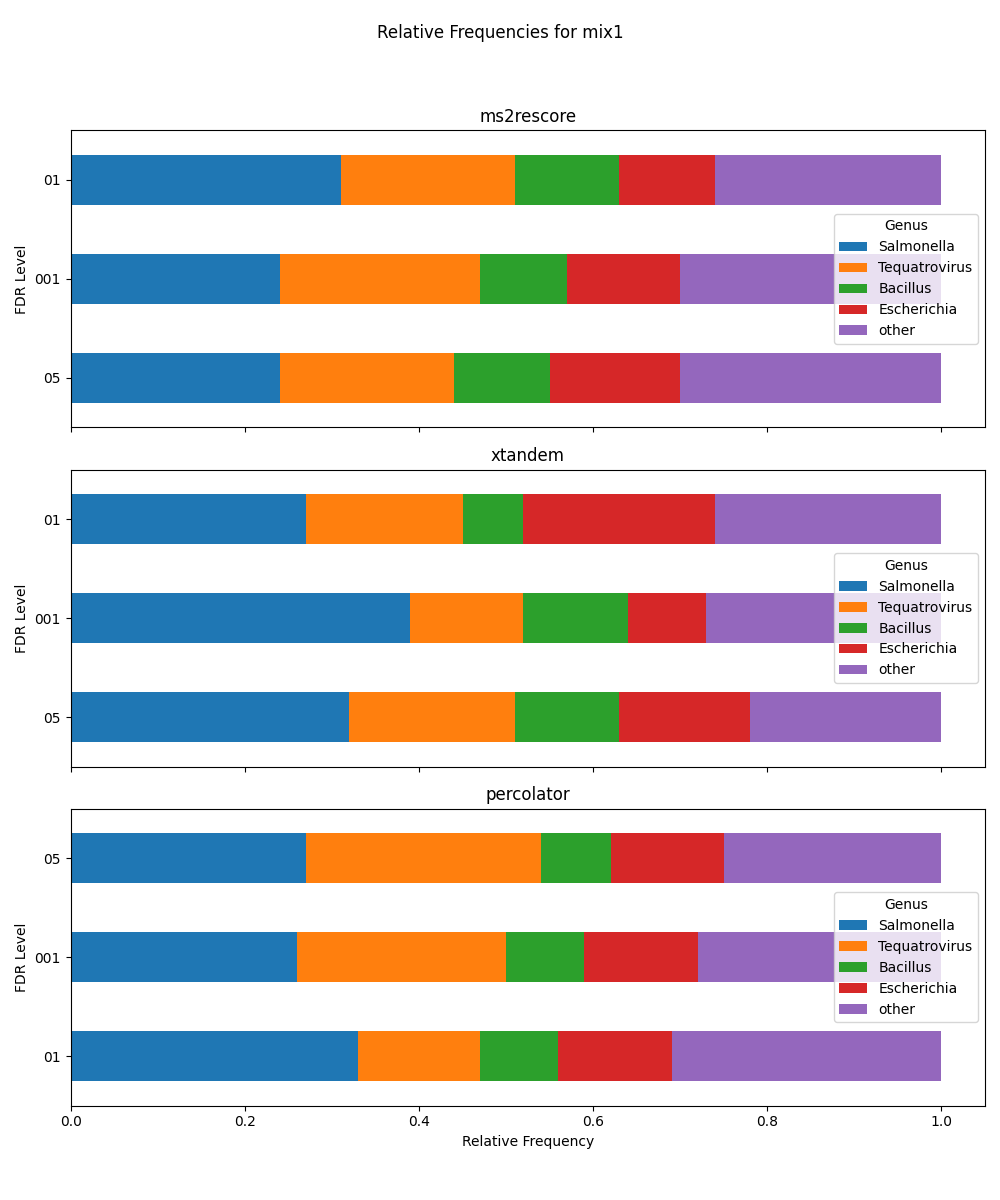 Relative Frequencies for mix1
ms2rescore
FDR Level
01
001
05
Genus
Salmonella
Tequatrovirus
Bacillus
Escherichia
other
xtandem
FDR Level
01
001
05
Genus
Salmonella
Tequatrovirus
Bacillus
Escherichia
other
percolator
FDR Level
05
001
01
Genus
Salmonella
Tequatrovirus
Bacillus
Escherichia
other
0.0 0.2 0.4 0.6 0.8 1.0
Relative Frequency